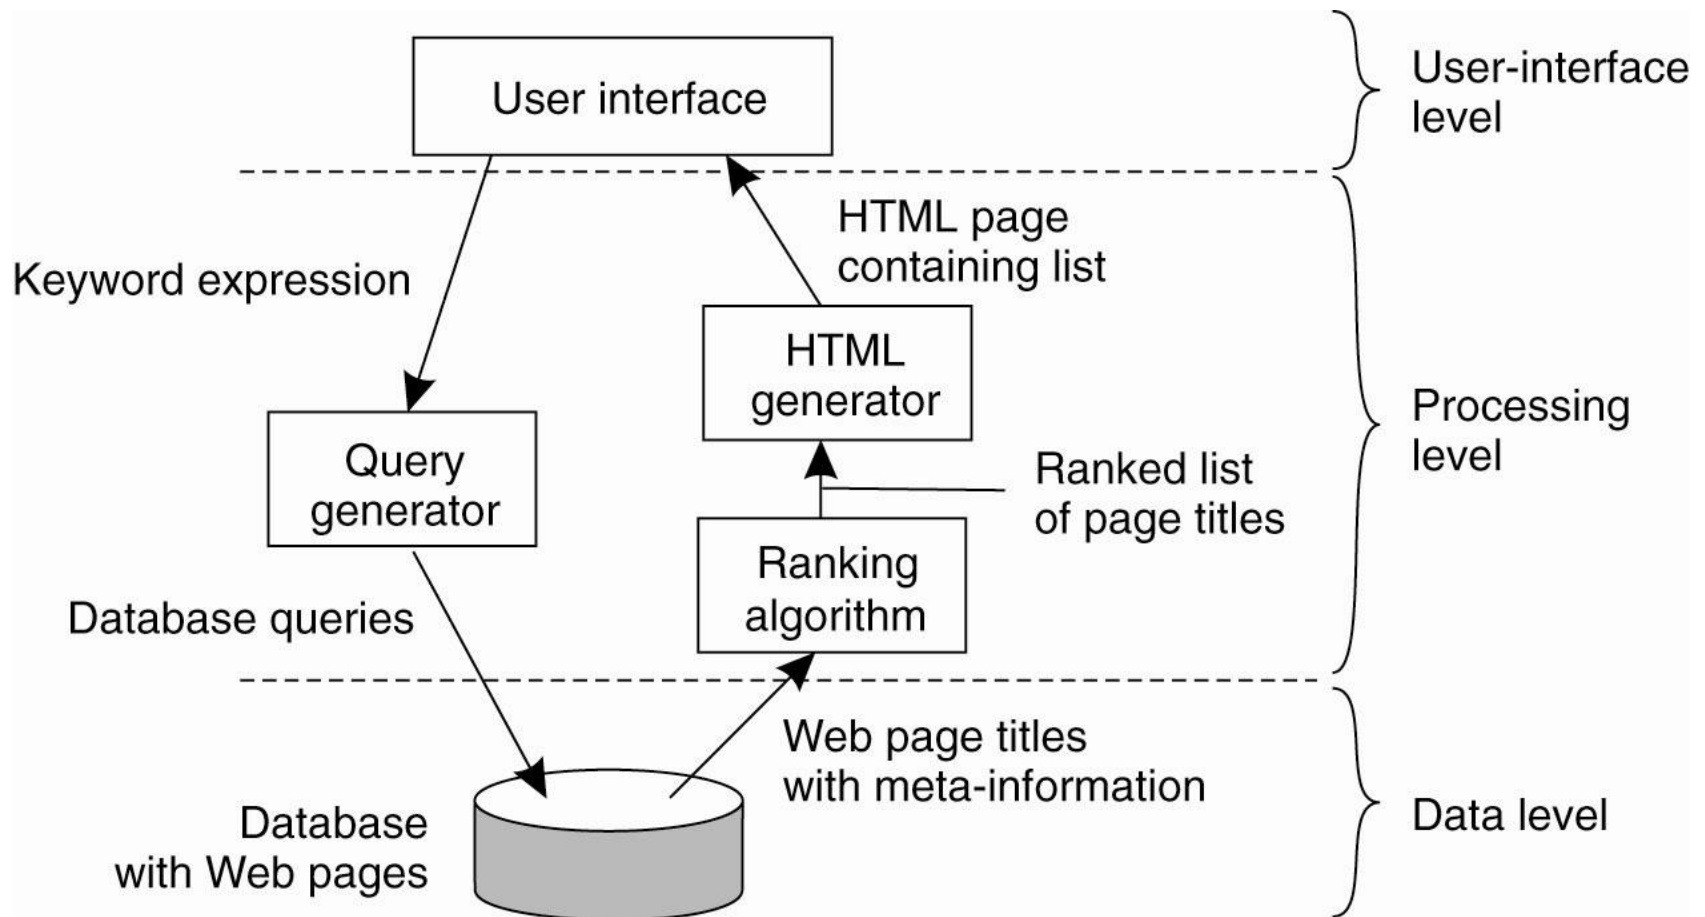 User interface
User-interface
level
HTML page
containing list
Keyword expression
HTML
generator
Processing
level
Query
generator
Ranked list
of page titles
Ranking
algorithm
Database queries
Web page titles
with meta-information
Database
with Web pages
Data level